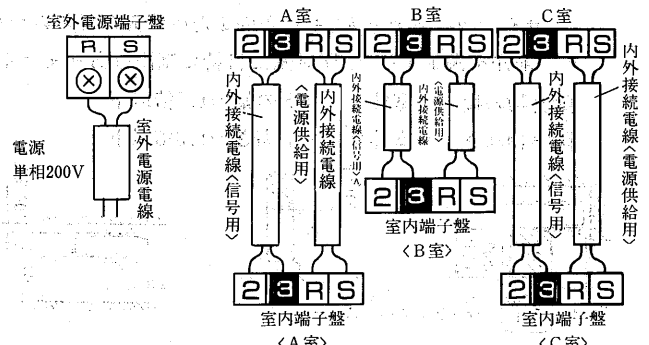 室外電源端子盤
R S
電源
単相200V
室外電源電線
A室
2 3 R S
内外接続電線〈信号用〉
内外接続電線
〈電源供給用〉
2 3 R S
室内端子盤
〈A室〉
B室
2 3 R S
内外接続電線〈信号用〉
内外接続電線
〈電源供給用〉
2 3 R S
室内端子盤
〈B室〉
C室
2 3 R S
内外接続電線〈信号用〉
内外接続電線〈電源供給用〉
2 3 R S
室内端子盤
〈C室〉